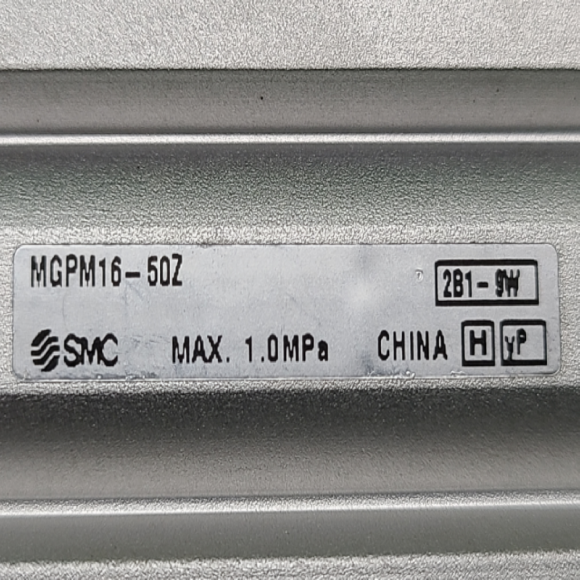 MGPM16-50Z
2B1-9W
SMC MAX. 1.0MPa CHINA H yP